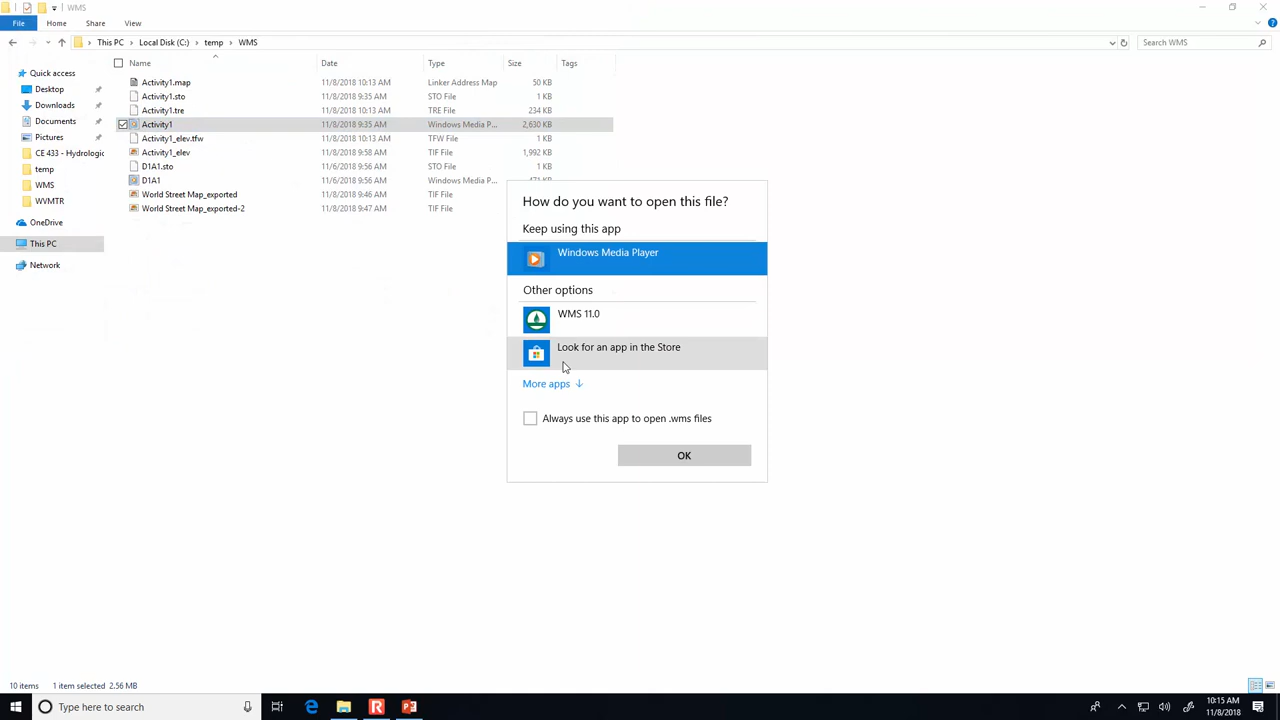 WMS
File Home Share View
This PC Local Disk (C:) temp WMS
Search WMS
Name Date Type Size Tags
Quick access
Desktop
Downloads
Documents
Pictures
CE 433 - Hydrologic
temp
WMS
WVMTR
OneDrive
This PC
Network
Activity1.map 11/8/2018 10:13 AM Linker Address Map 50 KB
Activity1.sto 11/8/2018 9:35 AM STO File 1 KB
Activity1.tre 11/8/2018 10:13 AM TRE File 234 KB
Activity1 11/8/2018 9:35 AM Windows Media P... 2,630 KB
Activity1_elev.tfw 11/8/2018 10:13 AM TFW File 1 KB
Activity1_elev 11/8/2018 9:58 AM TIF File 1,992 KB
D1A1.sto 11/6/2018 9:56 AM STO File 1 KB
D1A1 11/6/2018 9:56 AM Windows Media P... 471 KB
World Street Map_exported 11/8/2018 9:46 AM TIF File
World Street Map_exported-2 11/8/2018 9:47 AM TIF File
How do you want to open this file?
Keep using this app
Windows Media Player
Other options
WMS 11.0
Look for an app in the Store
More apps
Always use this app to open .wms files
OK
10 items 1 item selected 2.56 MB
Type here to search
10:15 AM
11/8/2018